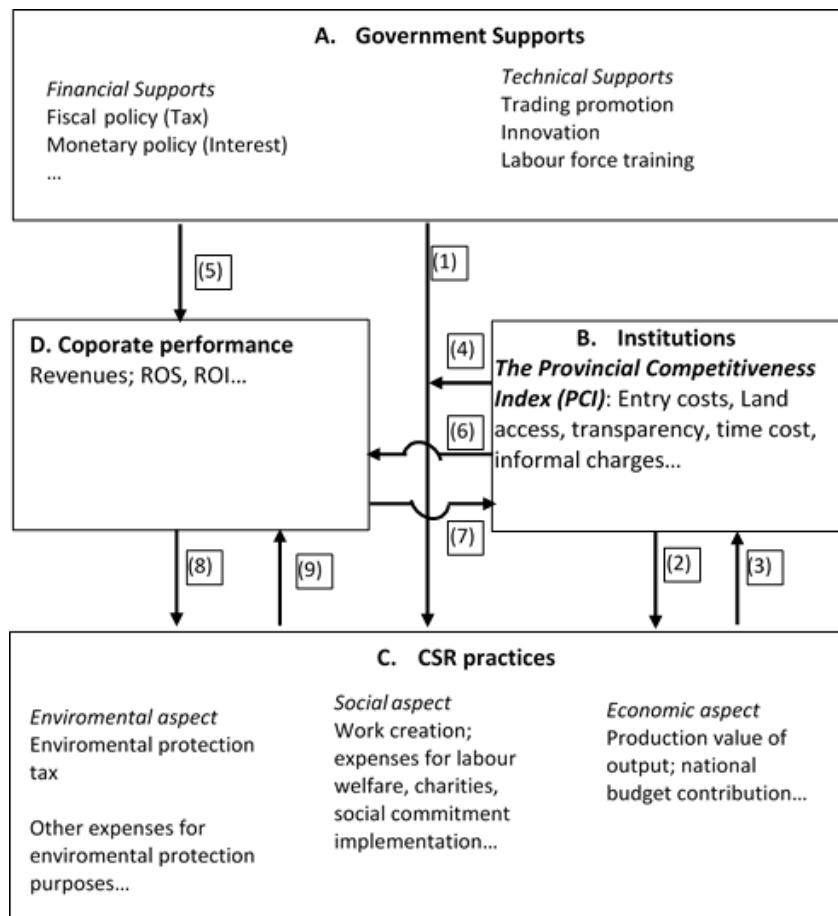 A. Government Supports
Financial Supports
Fiscal policy (Tax)
Monetary policy (Interest)
…
Technical Supports
Trading promotion
Innovation
Labour force training
(5)
(1)
D. Coporate performance
Revenues; ROS, ROI…
(4)
(6)
(7)
B. Institutions
The Provincial Competitiveness
Index (PCI): Entry costs, Land
access, transparency, time cost,
informal charges…
(8)
(9)
(2)
(3)
C. CSR practices
Enviromental aspect
Enviromental protection
tax
Other expenses for
enviromental protection
purposes…
Social aspect
Work creation;
expenses for labour
welfare, charities,
social commitment
implementation…
Economic aspect
Production value of
output; national
budget contribution…